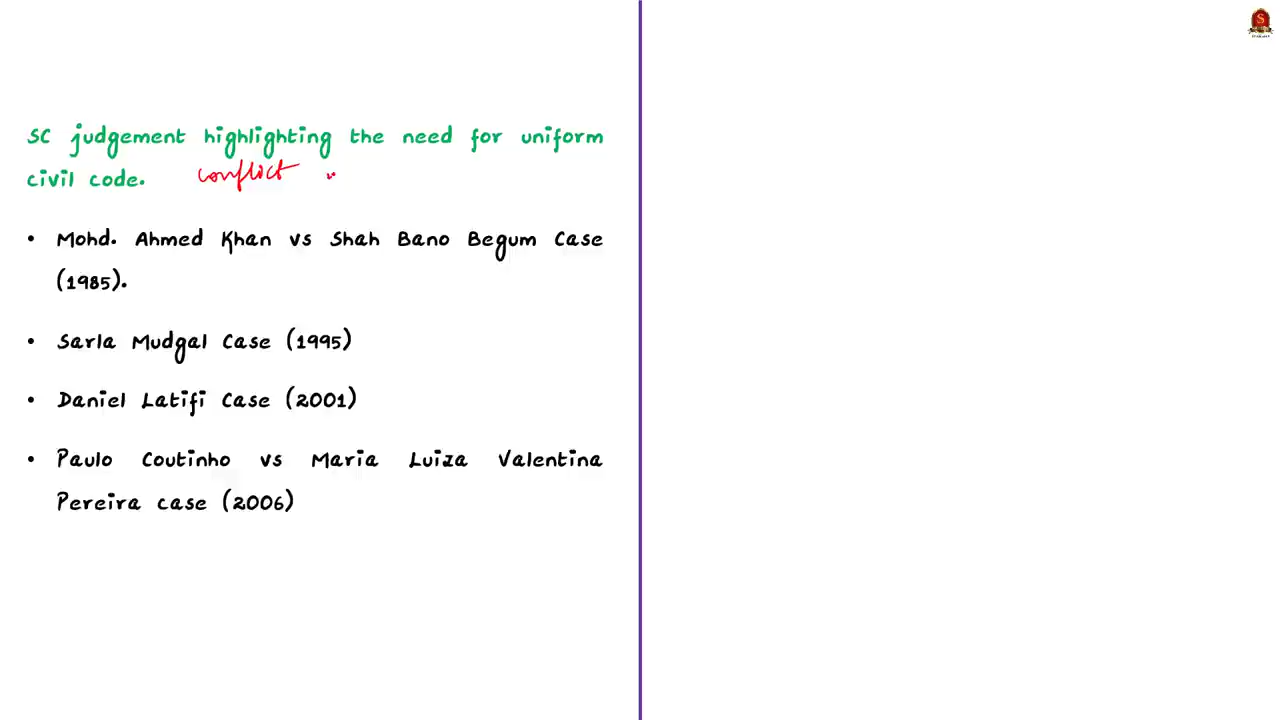 SC judgement highlighting the need for uniform
civil code. conflict
• Mohd. Ahmed Khan vs Shah Bano Begum Case
(1985).
• Sarla Mudgal Case (1995)
• Daniel Latifi Case (2001)
• Paulo Coutinho vs Maria Luiza Valentina
Pereira case (2006)